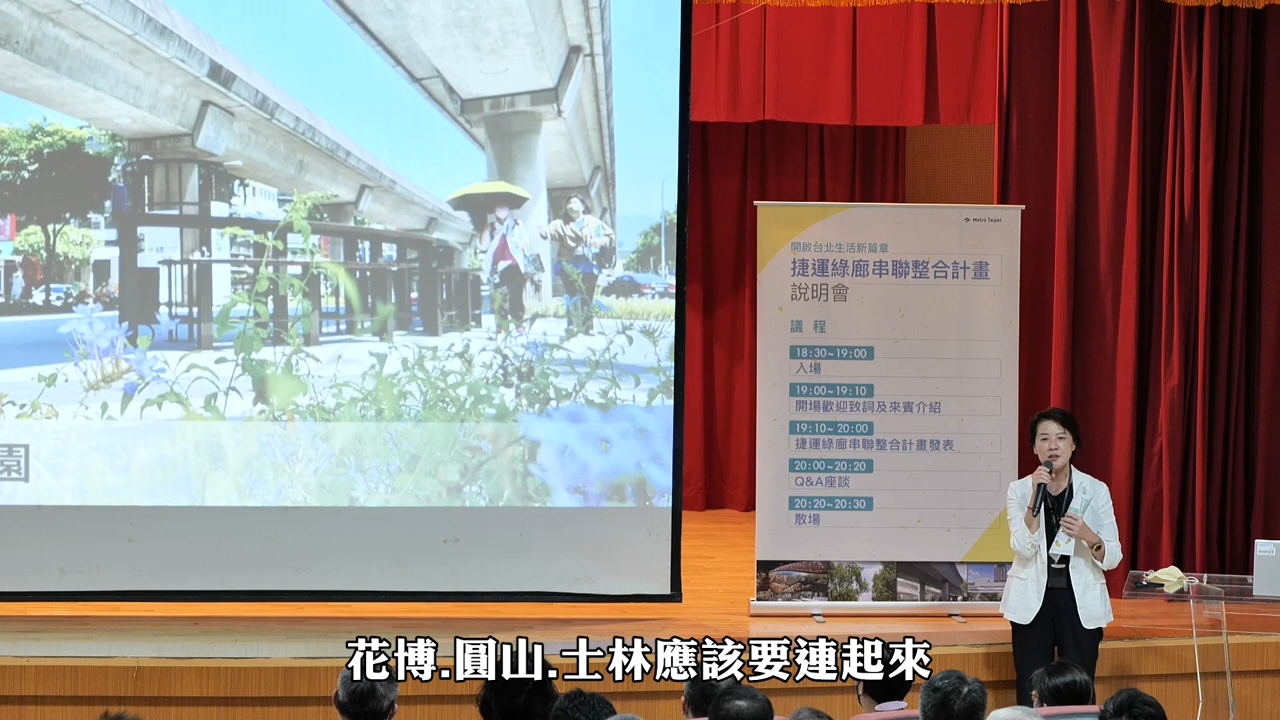 園
Metro Taipei
開啟台北生活新篇章
捷運綠廊串聯整合計畫
說明會
議程
18:30~19:00
入場
19:00~19:10
開場歡迎致詞及來賓介紹
19:10~20:00
捷運綠廊串聯整合計畫發表
20:00~20:20
Q&A座談
20:20~20:30
散場
花博.圓山.士林應該要連起來